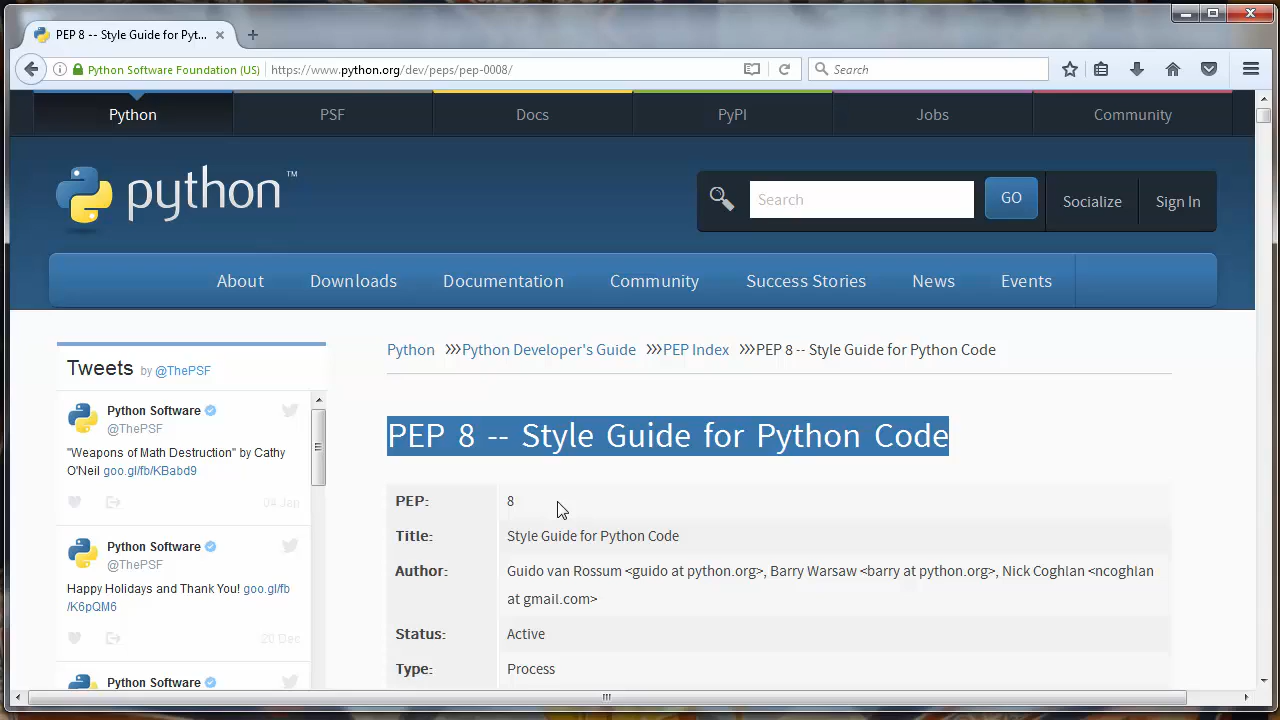 PEP 8 -- Style Guide for Pyt...
Python Software Foundation (US)
https://www.python.org/dev/peps/pep-0008/
Search
Python
PSF
Docs
PyPI
Jobs
Community
python™
Search
GO
Socialize
Sign In
About
Downloads
Documentation
Community
Success Stories
News
Events
Tweets by @ThePSF
Python Software
@ThePSF
"Weapons of Math Destruction" by Cathy
O'Neil goo.gl/fb/KBabd9
04 Jan
Python Software
@ThePSF
Happy Holidays and Thank You! goo.gl/fb
/K6pQM6
20 Dec
Python Software
Python >>> Python Developer's Guide >>> PEP Index >>> PEP 8 -- Style Guide for Python Code
PEP 8 -- Style Guide for Python Code
PEP: 8
Title: Style Guide for Python Code
Author: Guido van Rossum <guido at python.org>, Barry Warsaw <barry at python.org>, Nick Coghlan <ncoghlan
at gmail.com>
Status: Active
Type: Process